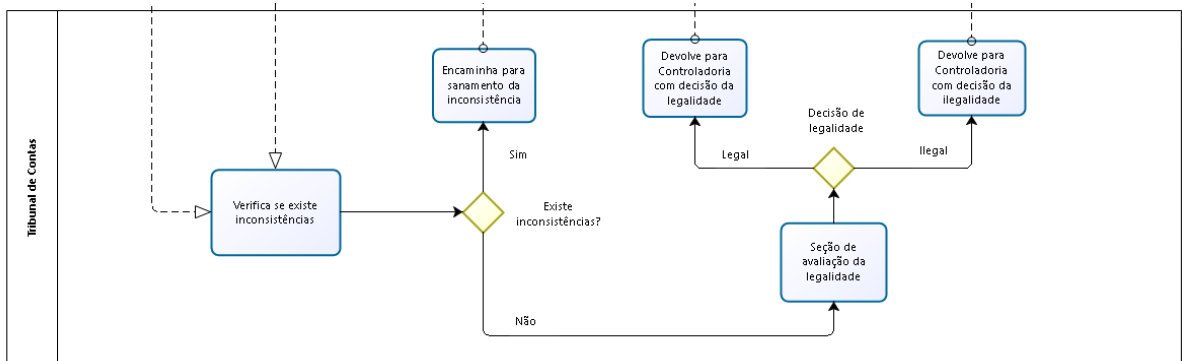 Tribunal de Contas
Verifica se existe
inconsistências
Encaminha para
sanamento da
inconsistência
Sim
Existe
inconsistências?
Não
Devolve para
Controladoria
com decisão da
legalidade
Legal
Decisão de
legalidade
Ilegal
Devolve para
Controladoria
com decisão da
ilegalidade
Seção de
avaliação da
legalidade